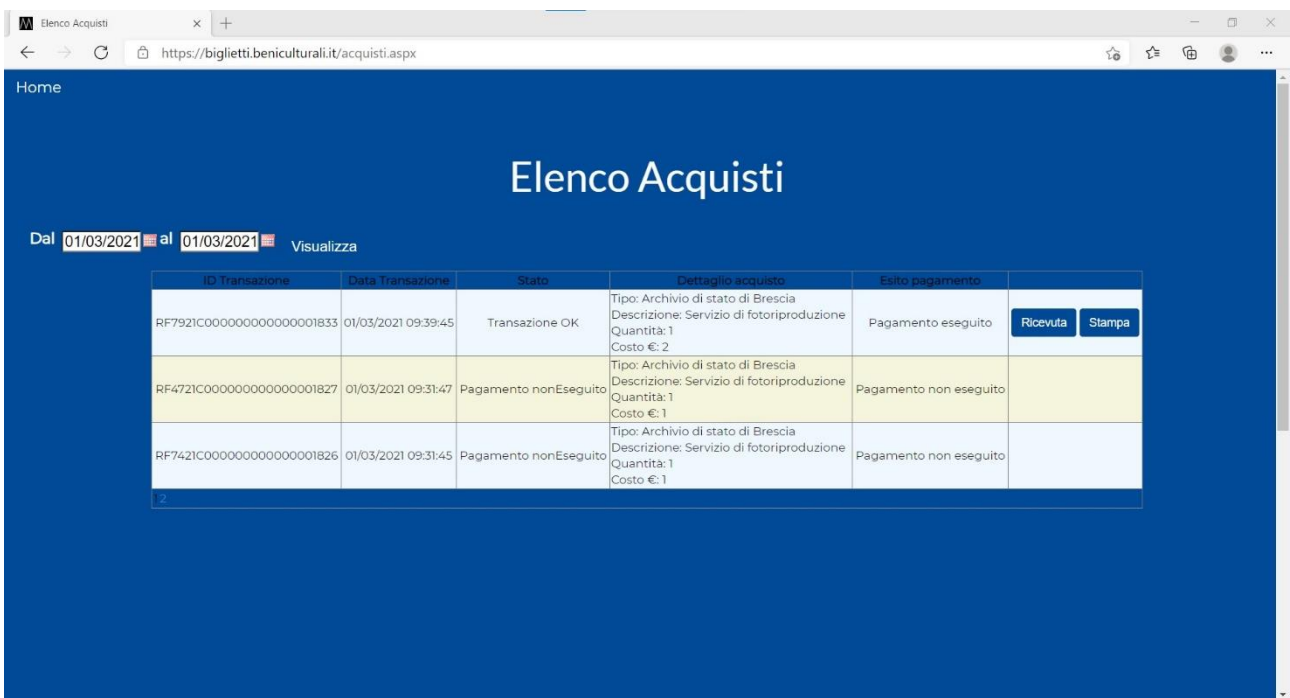 Elenco Acquisti
https://biglietti.beniculturali.it/acquisti.aspx
Home
Elenco Acquisti
Dal 01/03/2021 al 01/03/2021 Visualizza
ID Transazione Data Transazione Stato Dettaglio acquisto Esito pagamento
Tipo: Archivio di stato di Brescia
Descrizione: Servizio di fotoriproduzione
RF7921C000000000000001833 01/03/2021 09:39:45 Transazione OK Pagamento eseguito Ricevuta Stampa
Quantità: 1
Costo €: 2
Tipo: Archivio di stato di Brescia
Descrizione: Servizio di fotoriproduzione
RF4721C000000000000001827 01/03/2021 09:31:47 Pagamento nonEseguito Pagamento non eseguito
Quantità: 1
Costo €: 1
Tipo: Archivio di stato di Brescia
Descrizione: Servizio di fotoriproduzione
RF7421C000000000000001826 01/03/2021 09:31:45 Pagamento nonEseguito Pagamento non eseguito
Quantità: 1
Costo €: 1
12